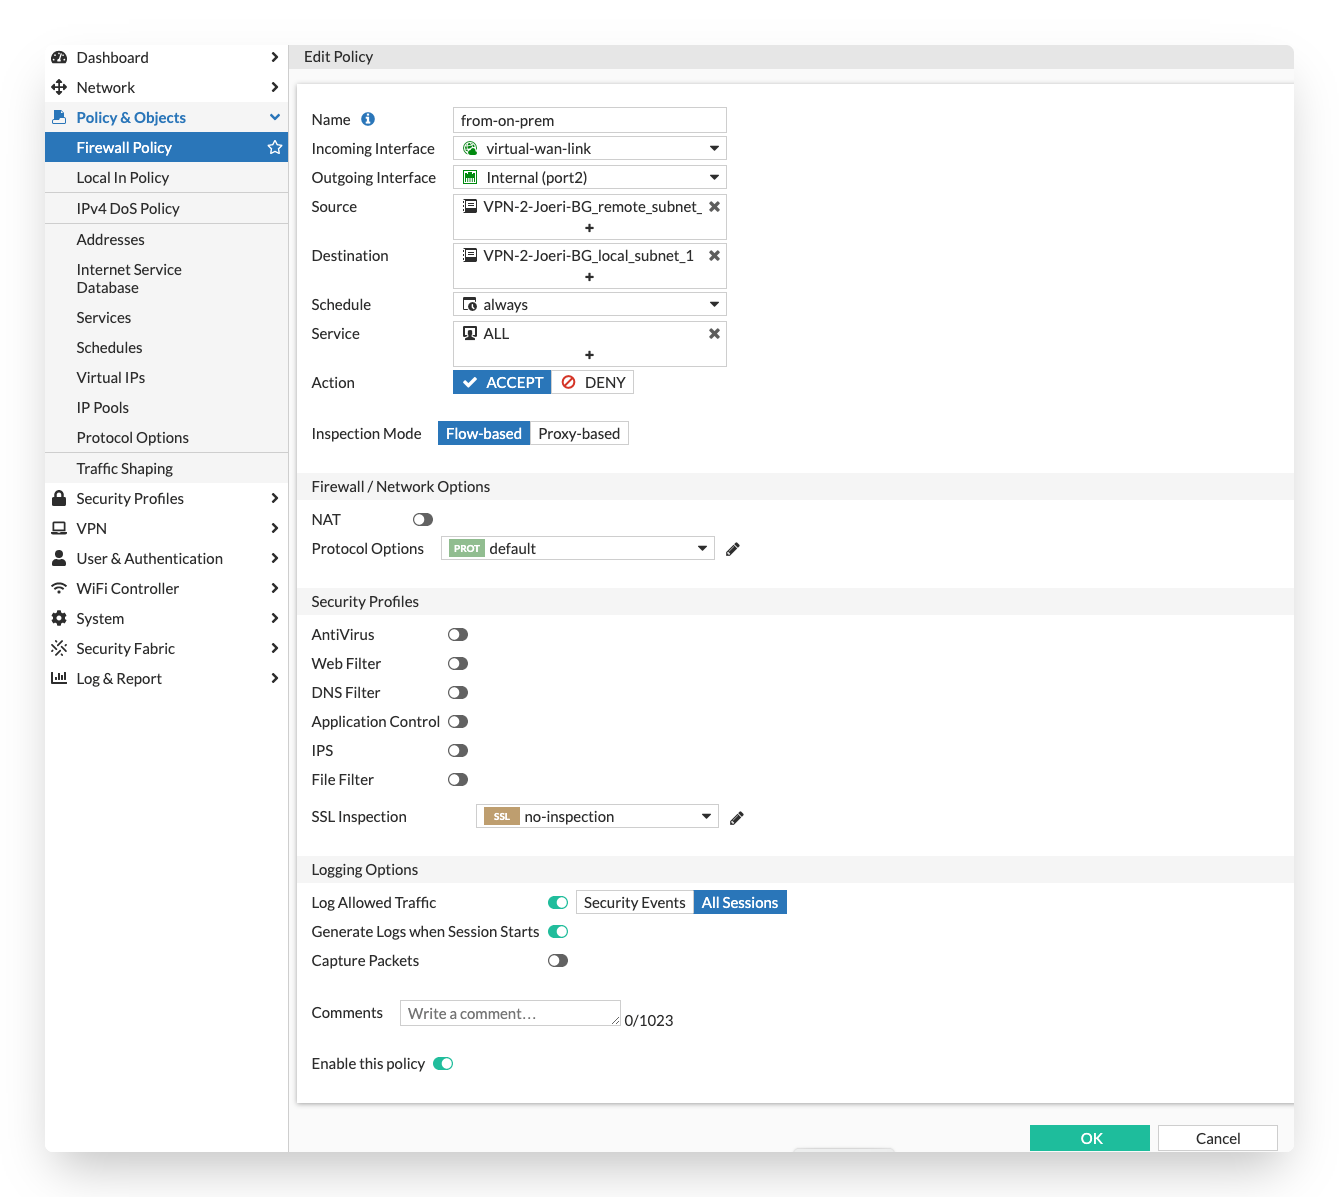 Dashboard
Network
Policy & Objects
Firewall Policy
Local In Policy
IPv4 DoS Policy
Addresses
Internet Service
Database
Services
Schedules
Virtual IPs
IP Pools
Protocol Options
Traffic Shaping
Security Profiles
VPN
User & Authentication
WiFi Controller
System
Security Fabric
Log & Report
Edit Policy
Name from-on-prem
Incoming Interface virtual-wan-link
Outgoing Interface Internal (port2)
Source VPN-2-Joeri-BG_remote_subnet_
+
Destination VPN-2-Joeri-BG_local_subnet_1
+
Schedule always
Service ALL
+
Action ACCEPT DENY
Inspection Mode Flow-based Proxy-based
Firewall / Network Options
NAT
Protocol Options PROT default
Security Profiles
AntiVirus
Web Filter
DNS Filter
Application Control
IPS
File Filter
SSL Inspection SSL no-inspection
Logging Options
Log Allowed Traffic Security Events All Sessions
Generate Logs when Session Starts
Capture Packets
Comments Write a comment... 0/1023
Enable this policy
OK Cancel